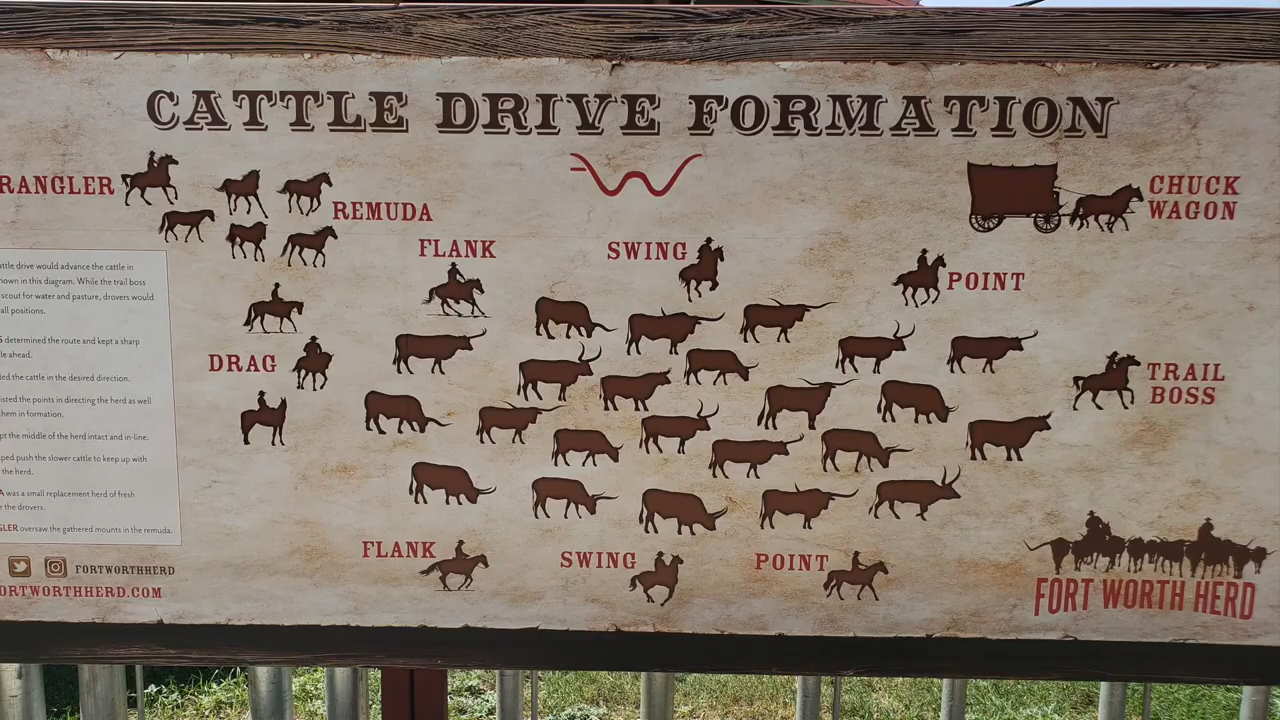 CATTLE DRIVE FORMATION
RANGLER
REMUDA
CHUCK
WAGON
FLANK
SWING
POINT
DRAG
TRAIL
BOSS
attle drive would advance the cattle in
hown in this diagram. While the trail boss
scout for water and pasture, drovers would
all positions.
S determined the route and kept a sharp
le ahead.
ed the cattle in the desired direction.
isted the points in directing the herd as well
them in formation.
pt the middle of the herd intact and in-line.
ped push the slower cattle to keep up with
the herd.
A was a small replacement herd of fresh
r the drovers.
GLER oversaw the gathered mounts in the remuda.
FORTWORTHHERD
ORTWORTHHERD.COM
FLANK
SWING
POINT
FORT WORTH HERD